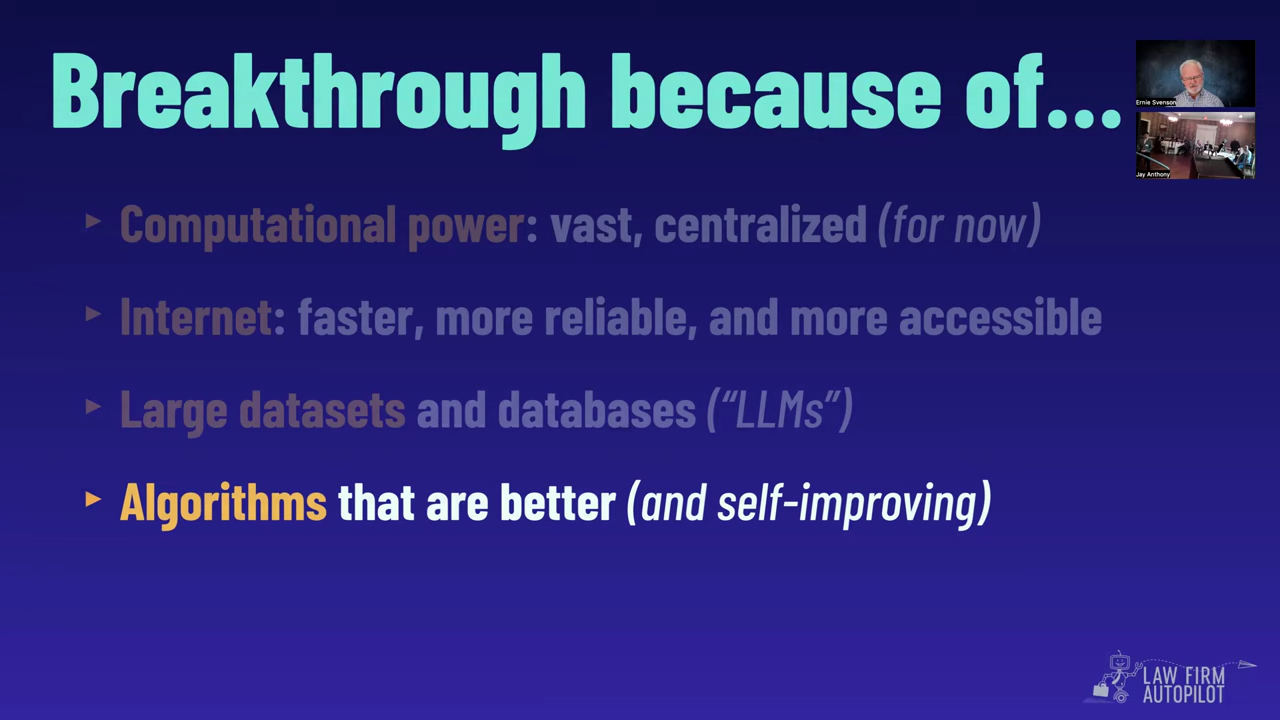 Breakthrough because of...
Ernie Svenson
Jay Anthony
▸ Computational power: vast, centralized (for now)
▸ Internet: faster, more reliable, and more accessible
▸ Large datasets and databases (“LLMs”)
▸ Algorithms that are better (and self-improving)
LAW FIRM
AUTOPILOT